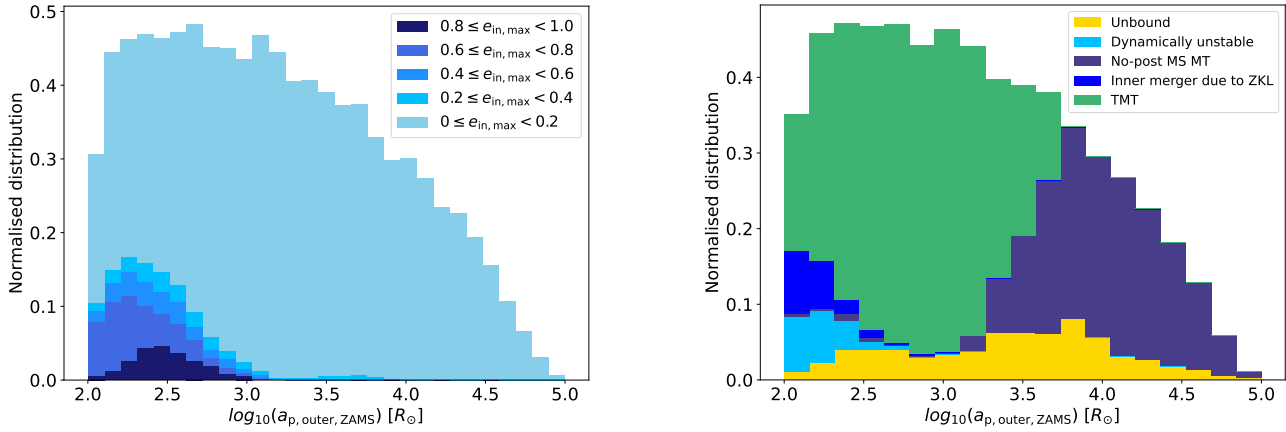 0.5
0.4
0.3
0.2
0.1
0.0
Normalised distribution
0.8 ≤ e_in, max < 1.0
0.6 ≤ e_in, max < 0.8
0.4 ≤ e_in, max < 0.6
0.2 ≤ e_in, max < 0.4
0 ≤ e_in, max < 0.2
2.0 2.5 3.0 3.5 4.0 4.5 5.0
log10(a_p, outer, ZAMS) [R⊙]
0.4
0.3
0.2
0.1
0.0
Normalised distribution
Unbound
Dynamically unstable
No-post MS MT
Inner merger due to ZKL
TMT
2.0 2.5 3.0 3.5 4.0 4.5 5.0
log10(a_p, outer, ZAMS) [R⊙]